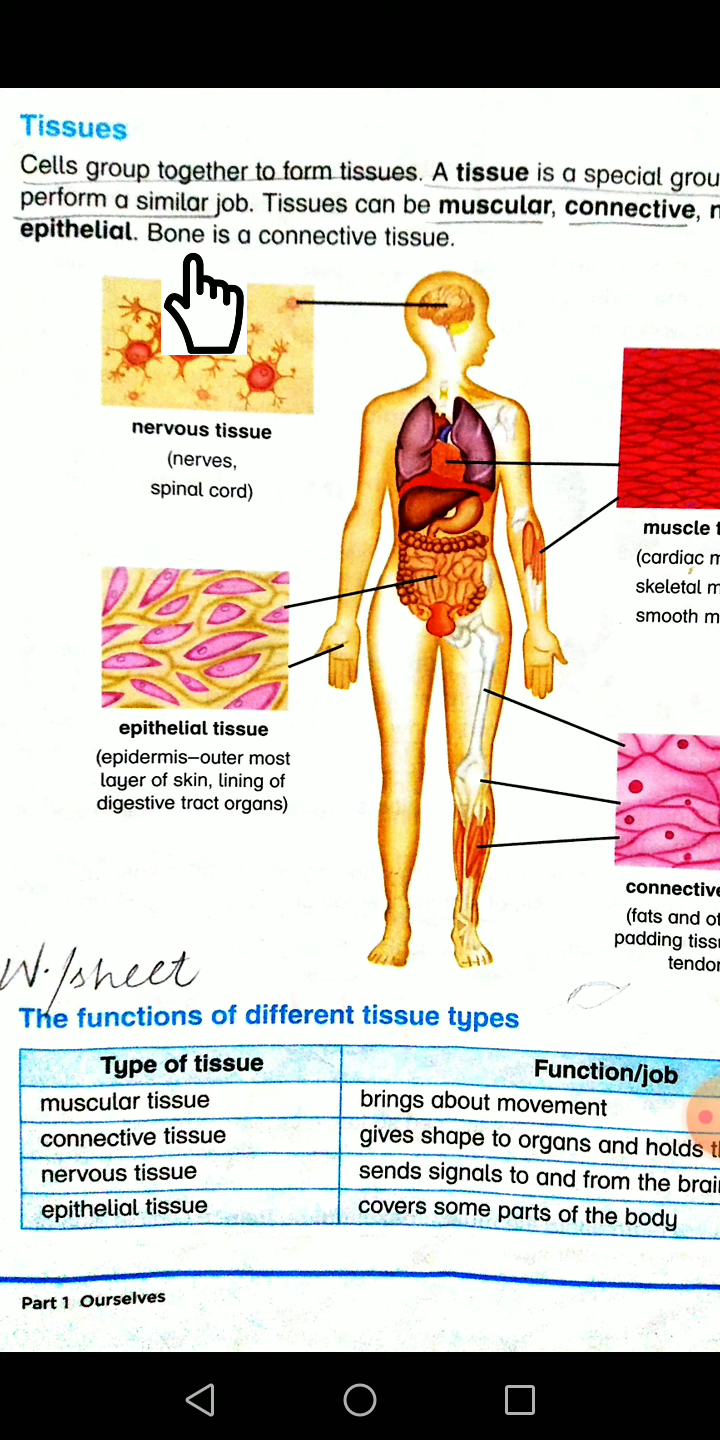 Tissues
Cells group together to form tissues. A tissue is a special grou
perform a similar job. Tissues can be muscular, connective, n
epithelial. Bone is a connective tissue.
nervous tissue
(nerves,
spinal cord)
muscle t
(cardiac m
skeletal m
smooth m
epithelial tissue
(epidermis–outer most
layer of skin, lining of
digestive tract organs)
connective
(fats and ot
padding tiss
tendon
W·/sheet
The functions of different tissue types
Type of tissue Function/job
muscular tissue brings about movement
connective tissue gives shape to organs and holds th
nervous tissue sends signals to and from the brain
epithelial tissue covers some parts of the body
Part 1 Ourselves